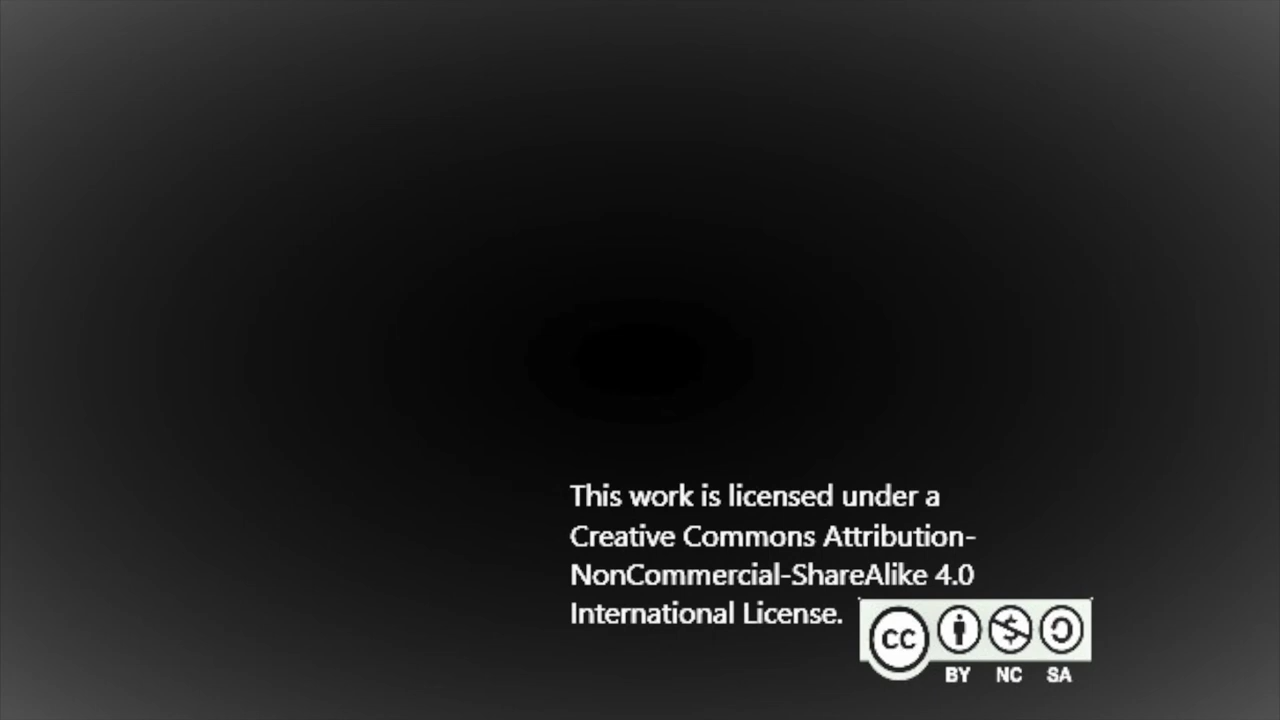 This work is licensed under a
Creative Commons Attribution-
NonCommercial-ShareAlike 4.0
International License.
CC
BY NC SA